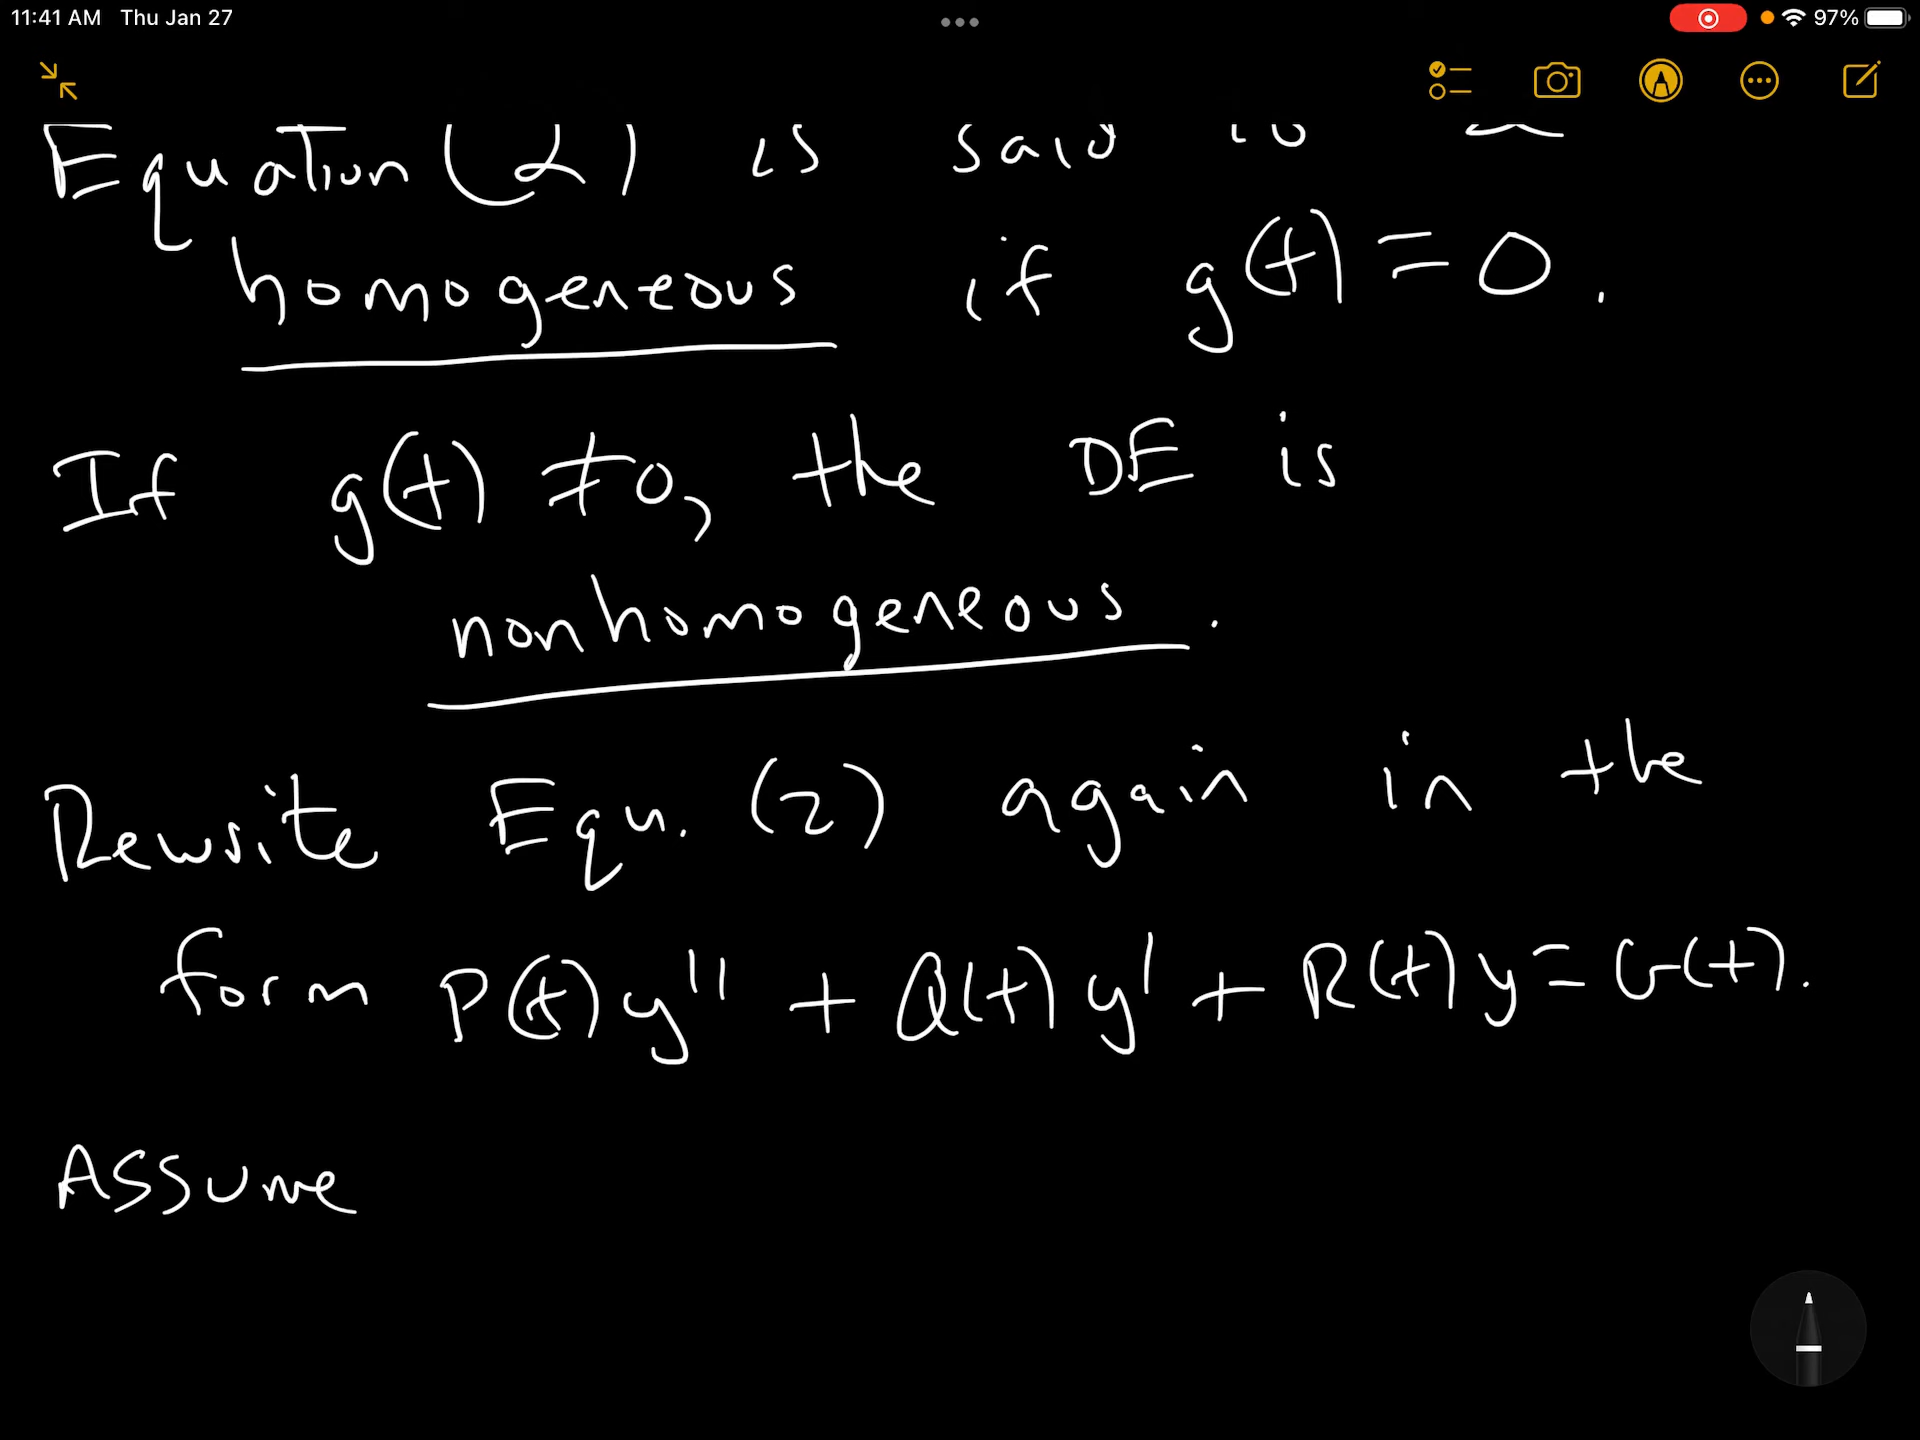 11:41 AM Thu Jan 27
97%
Equation (2) is said to
homogeneous if g(t) = 0.
If g(t) ≠ 0, the DE is
nonhomogeneous.
Rewrite Equ. (2) again in the
form P(t)y'' + Q(t)y' + R(t)y = G(t).
Assume